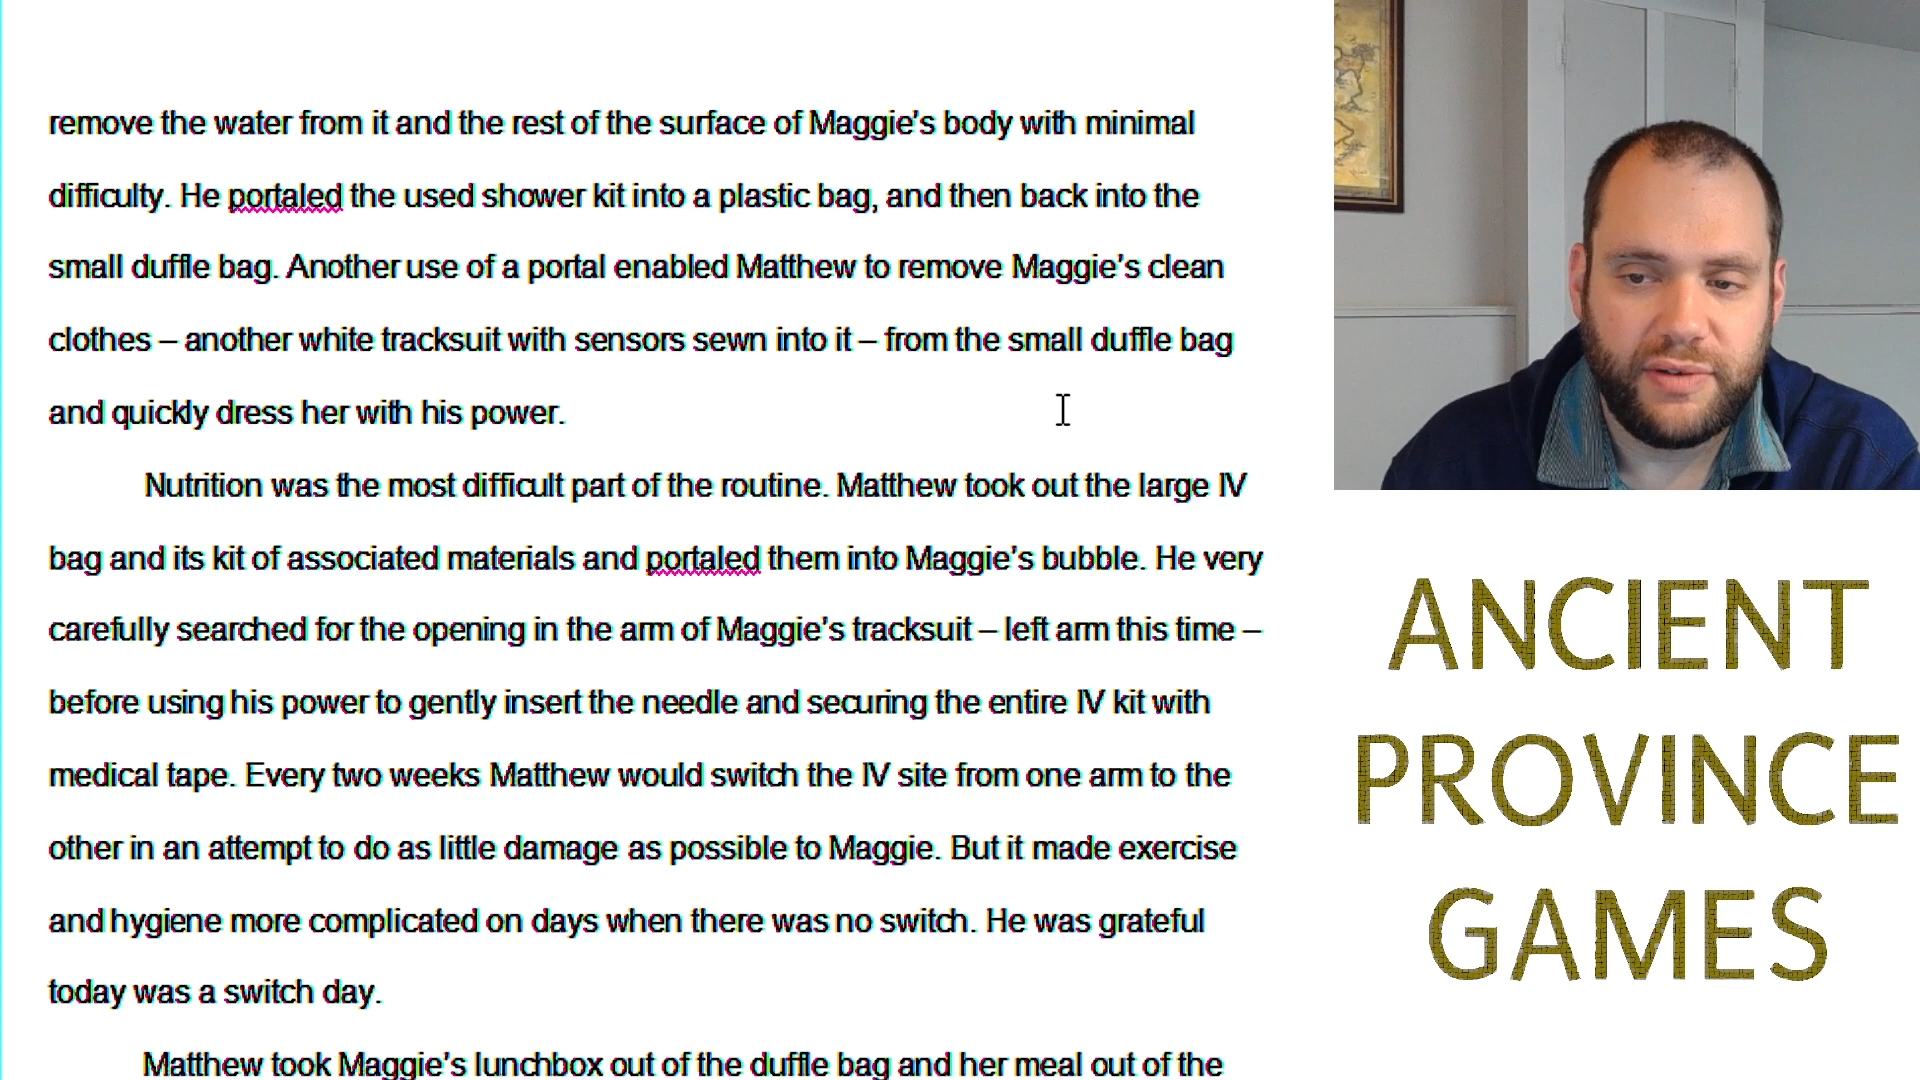 remove the water from it and the rest of the surface of Maggie’s body with minimal
difficulty. He portaled the used shower kit into a plastic bag, and then back into the
small duffle bag. Another use of a portal enabled Matthew to remove Maggie’s clean
clothes – another white tracksuit with sensors sewn into it – from the small duffle bag
and quickly dress her with his power.
Nutrition was the most difficult part of the routine. Matthew took out the large IV
bag and its kit of associated materials and portaled them into Maggie’s bubble. He very
carefully searched for the opening in the arm of Maggie’s tracksuit – left arm this time –
before using his power to gently insert the needle and securing the entire IV kit with
medical tape. Every two weeks Matthew would switch the IV site from one arm to the
other in an attempt to do as little damage as possible to Maggie. But it made exercise
and hygiene more complicated on days when there was no switch. He was grateful
today was a switch day.
Matthew took Maggie’s lunchbox out of the duffle bag and her meal out of the
ANCIENT
PROVINCE
GAMES